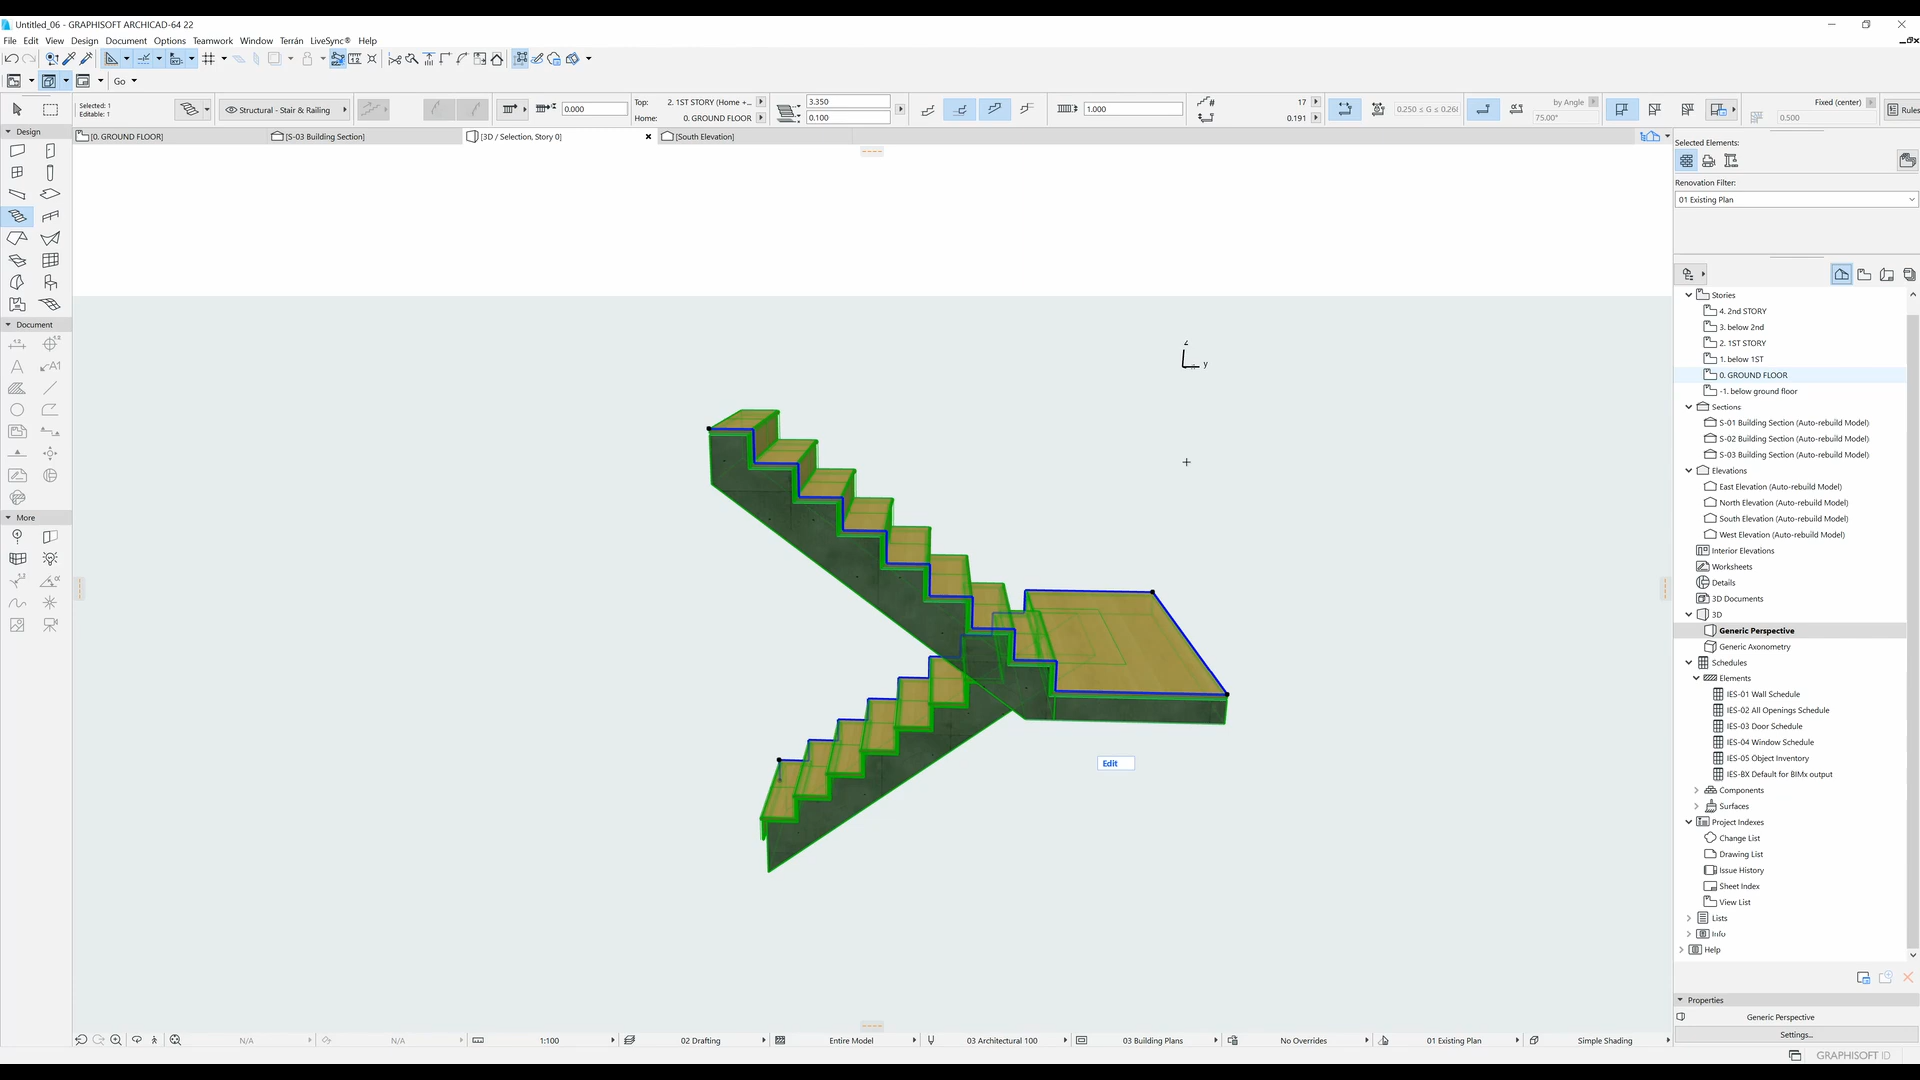 Untitled_06 - GRAPHISOFT ARCHICAD-64 22
File Edit View Design Document Options Teamwork Window Terrán LiveSync® Help
Go
Selected: 1
Editable: 1
Structural - Stair & Railing
0.000
Top: 2. 1ST STORY (Home +...
Home: 0. GROUND FLOOR
3.350
0.100
1.000
17
0.191
0.250 ≤ G ≤ 0.26
by Angle
75.00°
Fixed (center)
0.500
Rules
[0. GROUND FLOOR]
[S-03 Building Section]
[3D / Selection, Story 0]
[South Elevation]
Design
Document
A
A1
More
z
y
Edit
Selected Elements:
Renovation Filter:
01 Existing Plan
Stories
4. 2nd STORY
3. below 2nd
2. 1ST STORY
1. below 1ST
0. GROUND FLOOR
-1. below ground floor
Sections
S-01 Building Section (Auto-rebuild Model)
S-02 Building Section (Auto-rebuild Model)
S-03 Building Section (Auto-rebuild Model)
Elevations
East Elevation (Auto-rebuild Model)
North Elevation (Auto-rebuild Model)
South Elevation (Auto-rebuild Model)
West Elevation (Auto-rebuild Model)
Interior Elevations
Worksheets
Details
3D Documents
3D
Generic Perspective
Generic Axonometry
Schedules
Elements
IES-01 Wall Schedule
IES-02 All Openings Schedule
IES-03 Door Schedule
IES-04 Window Schedule
IES-05 Object Inventory
IES-BX Default for BIMx output
Components
Surfaces
Project Indexes
Change List
Drawing List
Issue History
Sheet Index
View List
Lists
Info
Help
Properties
Generic Perspective
Settings...
N/A
N/A
1:100
02 Drafting
Entire Model
03 Architectural 100
03 Building Plans
No Overrides
01 Existing Plan
Simple Shading
GRAPHISOFT ID